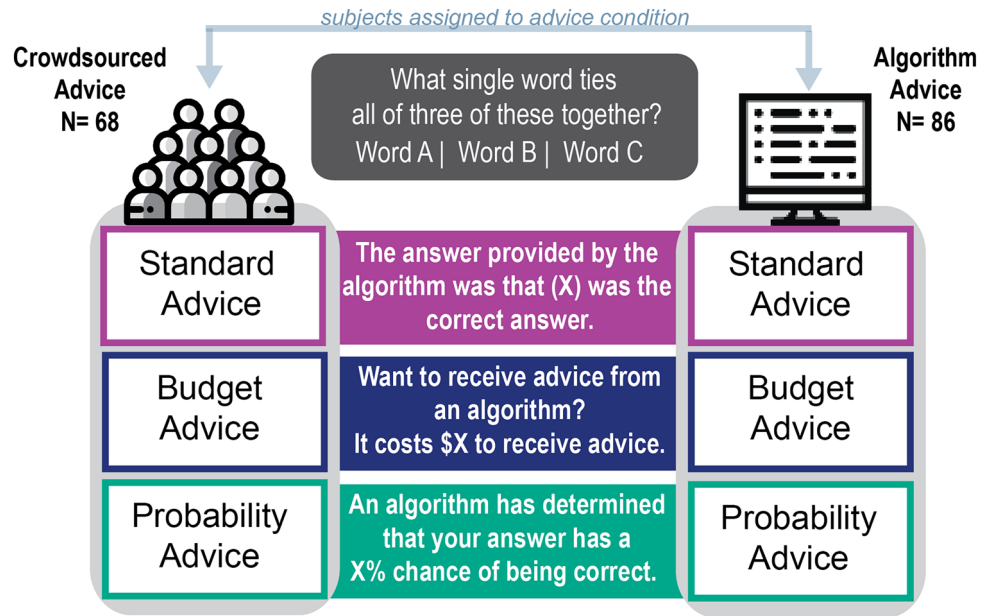 subjects assigned to advice condition
Crowdsourced
Advice
N= 68
What single word ties
all of three of these together?
Word A | Word B | Word C
Algorithm
Advice
N= 86
Standard
Advice
The answer provided by the
algorithm was that (X) was the
correct answer.
Standard
Advice
Budget
Advice
Want to receive advice from
an algorithm?
It costs $X to receive advice.
Budget
Advice
Probability
Advice
An algorithm has determined
that your answer has a
X% chance of being correct.
Probability
Advice